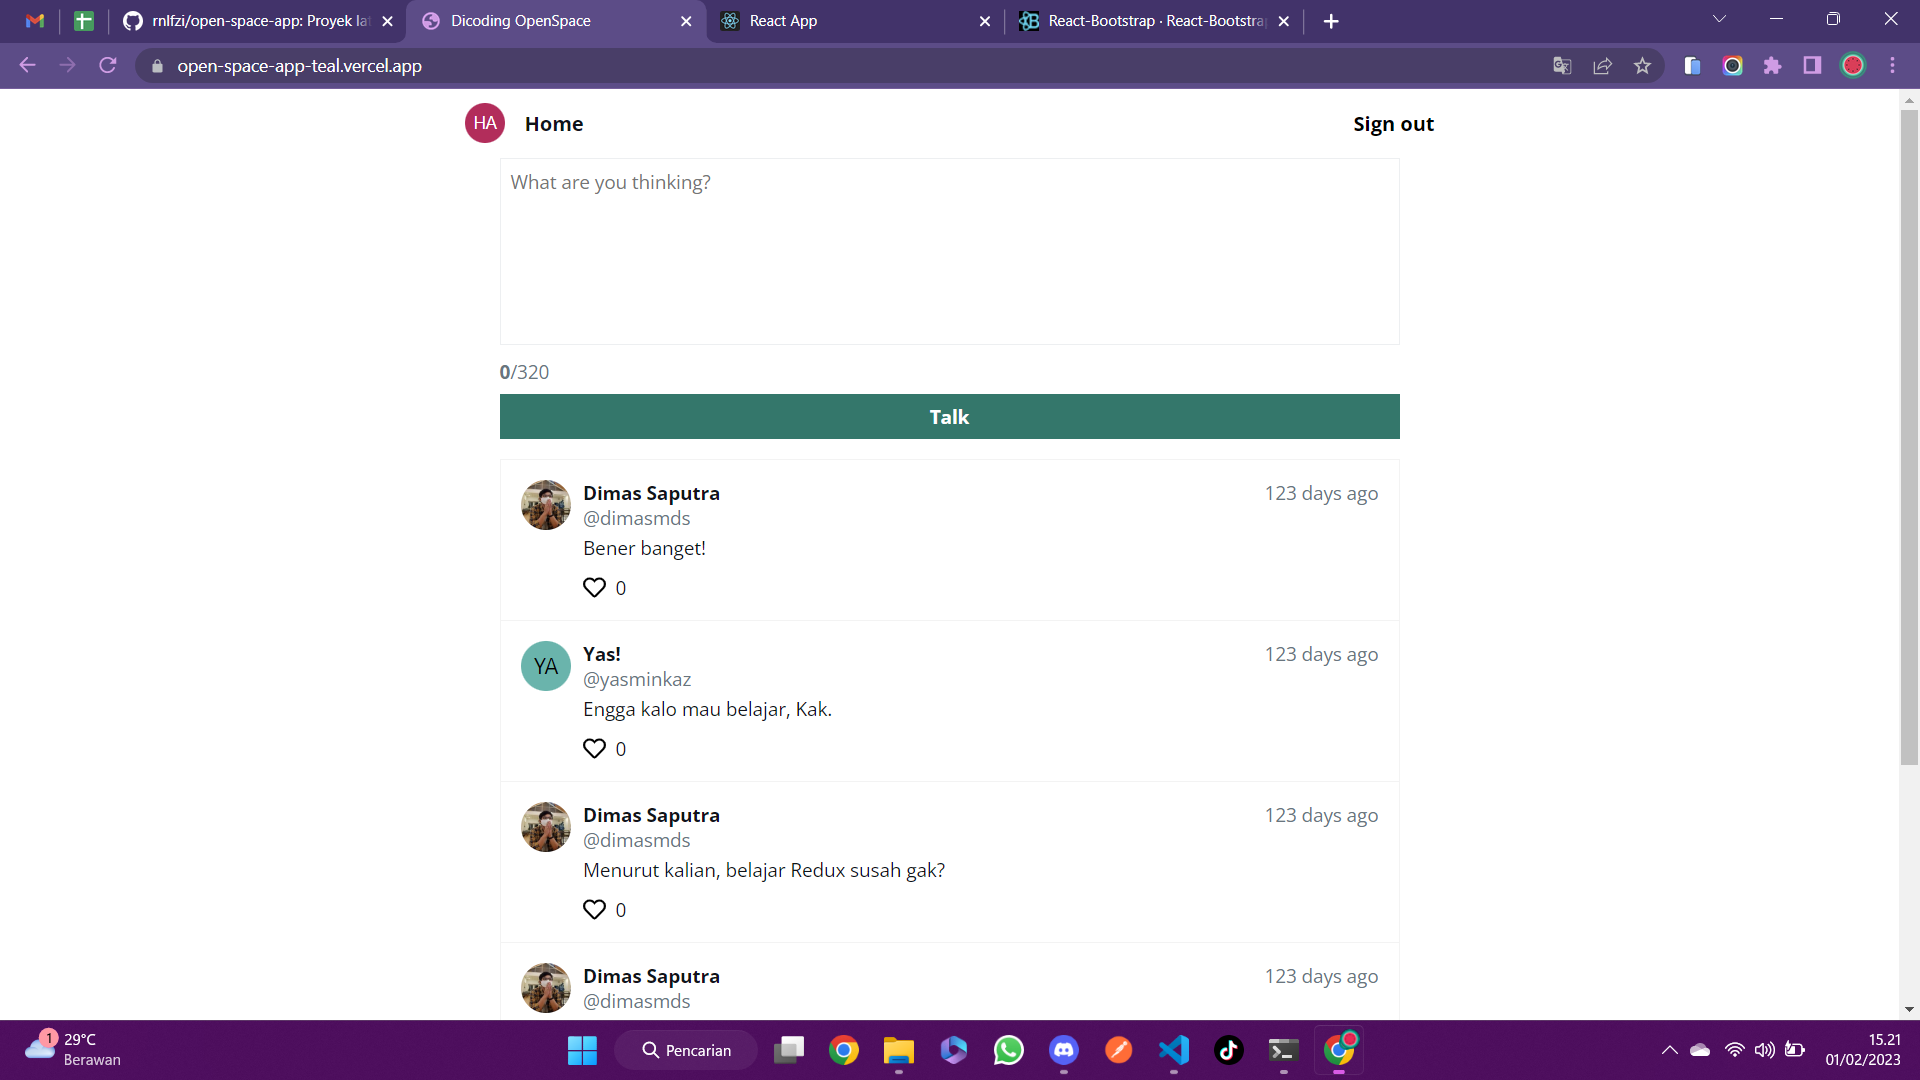 rnlfzi/open-space-app: Proyek lat
Dicoding OpenSpace
React App
React-Bootstrap · React-Bootstrap
open-space-app-teal.vercel.app
HA
Home
Sign out
What are you thinking?
0/320
Talk
Dimas Saputra
123 days ago
@dimasmds
Bener banget!
0
YA
Yas!
123 days ago
@yasminkaz
Engga kalo mau belajar, Kak.
0
Dimas Saputra
123 days ago
@dimasmds
Menurut kalian, belajar Redux susah gak?
0
Dimas Saputra
123 days ago
@dimasmds
1
29°C
Berawan
Pencarian
15.21
01/02/2023